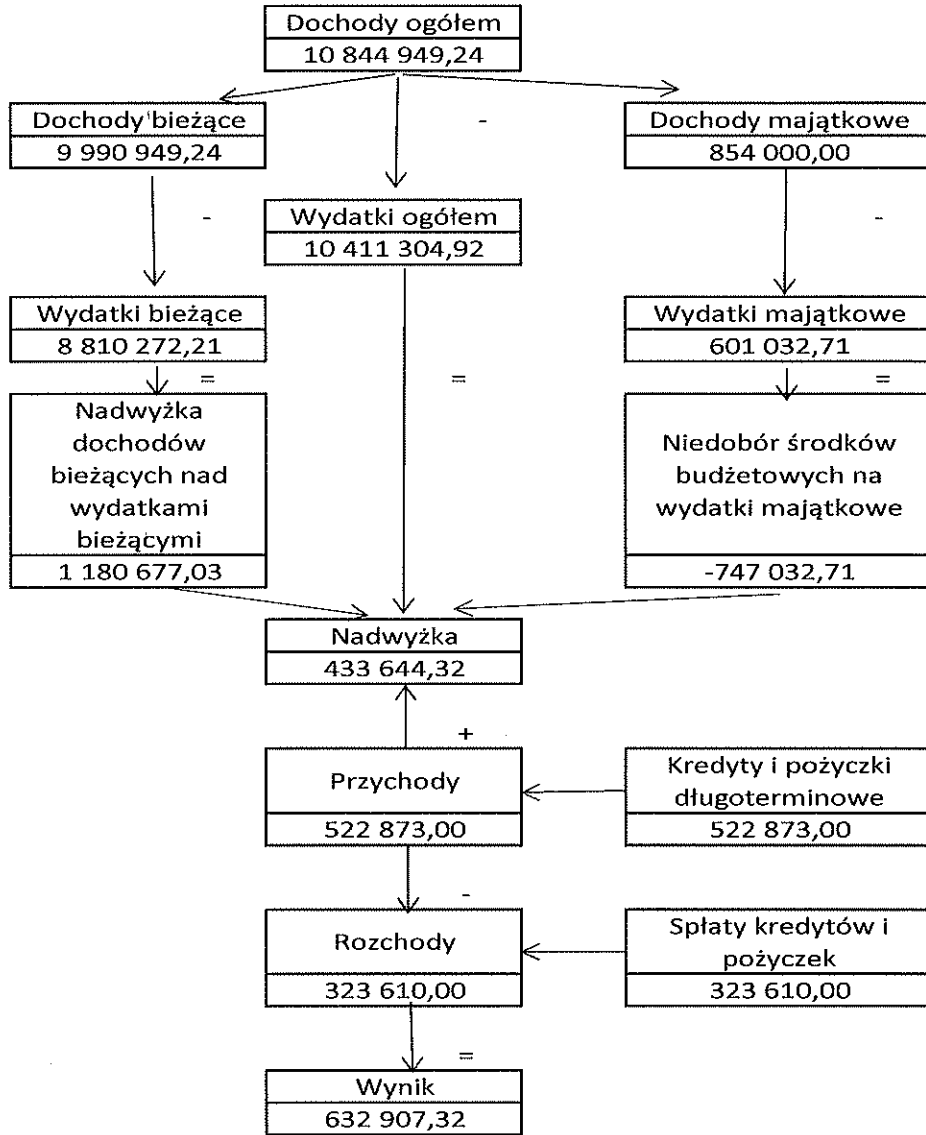 Dochody ogółem
10 844 949,24
Dochody bieżące
9 990 949,24
-
Dochody majątkowe
854 000,00
-
Wydatki ogółem
10 411 304,92
-
Wydatki bieżące
8 810 272,21
=
=
Wydatki majątkowe
601 032,71
=
Nadwyżka
dochodów
bieżących nad
wydatkami
bieżącymi
1 180 677,03
Niedobór środków
budżetowych na
wydatki majątkowe
-747 032,71
Nadwyżka
433 644,32
+
Przychody
522 873,00
Kredyty i pożyczki
długoterminowe
522 873,00
-
Rozchody
323 610,00
Spłaty kredytów i
pożyczek
323 610,00
=
Wynik
632 907,32